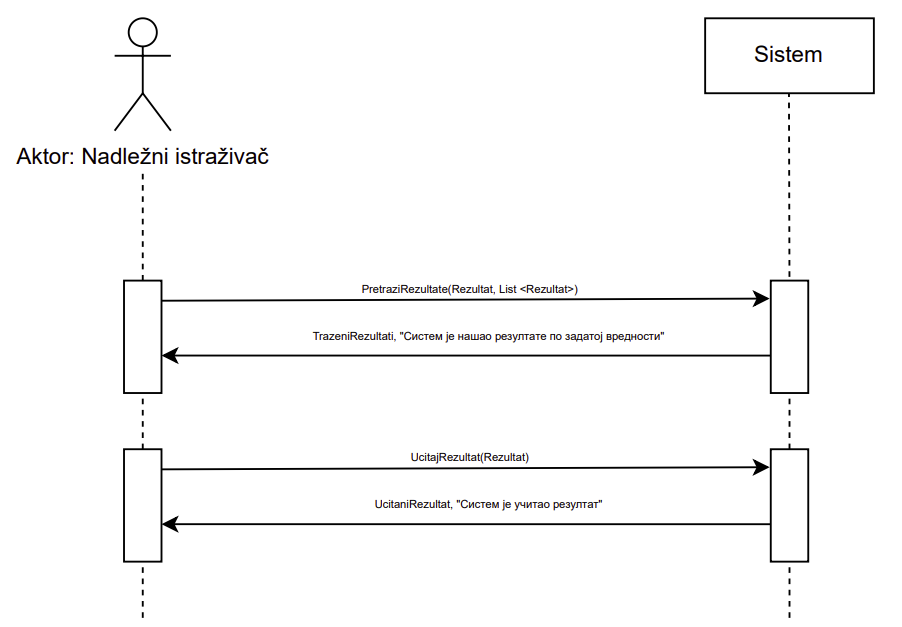 Sistem
Aktor: Nadležni istraživač
PretraziRezultate(Rezultat, List <Rezultat>)
TrazeniRezultati, "Систем је нашао резултате по задатој вредности"
UcitajRezultat(Rezultat)
UcitaniRezultat, "Систем је учитао резултат"